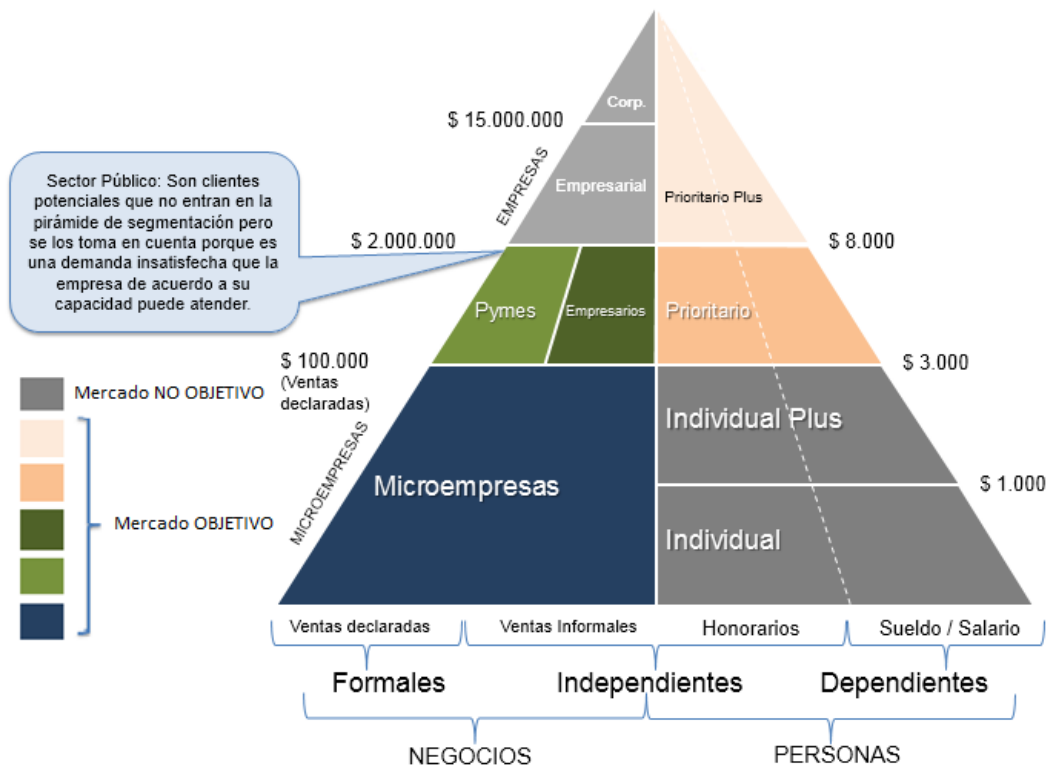 Corp.
$ 15.000.000
EMPRESAS
Empresarial
Prioritario Plus
Sector Público: Son clientes
potenciales que no entran en la
pirámide de segmentación pero
se los toma en cuenta porque es
una demanda insatisfecha que la
empresa de acuerdo a su
capacidad puede atender.
$ 2.000.000
$ 8.000
Pymes
Empresarios
Prioritario
$ 100.000
(Ventas
declaradas)
$ 3.000
Mercado NO OBJETIVO
Individual Plus
MICROEMPRESAS
Microempresas
$ 1.000
Mercado OBJETIVO
Individual
Ventas declaradas
Ventas Informales
Honorarios
Sueldo / Salario
Formales
Independientes
Dependientes
NEGOCIOS
PERSONAS